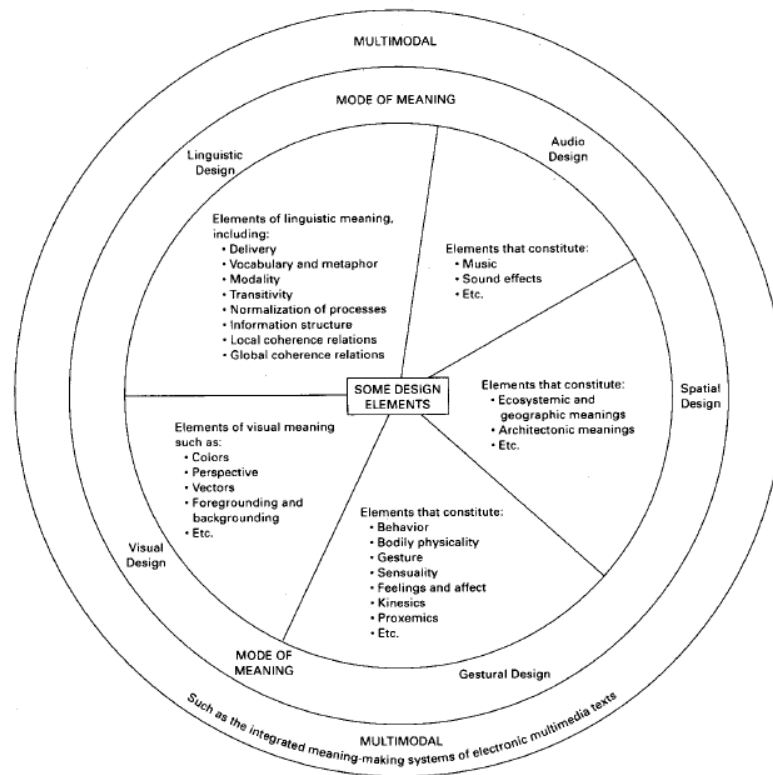 MULTIMODAL
MODE OF MEANING
Linguistic
Design
Audio
Design
Elements of linguistic meaning,
including:
• Delivery
• Vocabulary and metaphor
• Modality
• Transitivity
• Normalization of processes
• Information structure
• Local coherence relations
• Global coherence relations
Elements that constitute:
• Music
• Sound effects
• Etc.
SOME DESIGN
ELEMENTS
Elements that constitute:
• Ecosystemic and
geographic meanings
• Architectonic meanings
• Etc.
Spatial
Design
Elements of visual meaning
such as:
• Colors
• Perspective
• Vectors
• Foregrounding and
backgrounding
• Etc.
Visual
Design
Elements that constitute:
• Behavior
• Bodily physicality
• Gesture
• Sensuality
• Feelings and affect
• Kinesics
• Proxemics
• Etc.
MODE OF
MEANING
Gestural Design
MULTIMODAL
Such as the integrated meaning-making systems of electronic multimedia texts